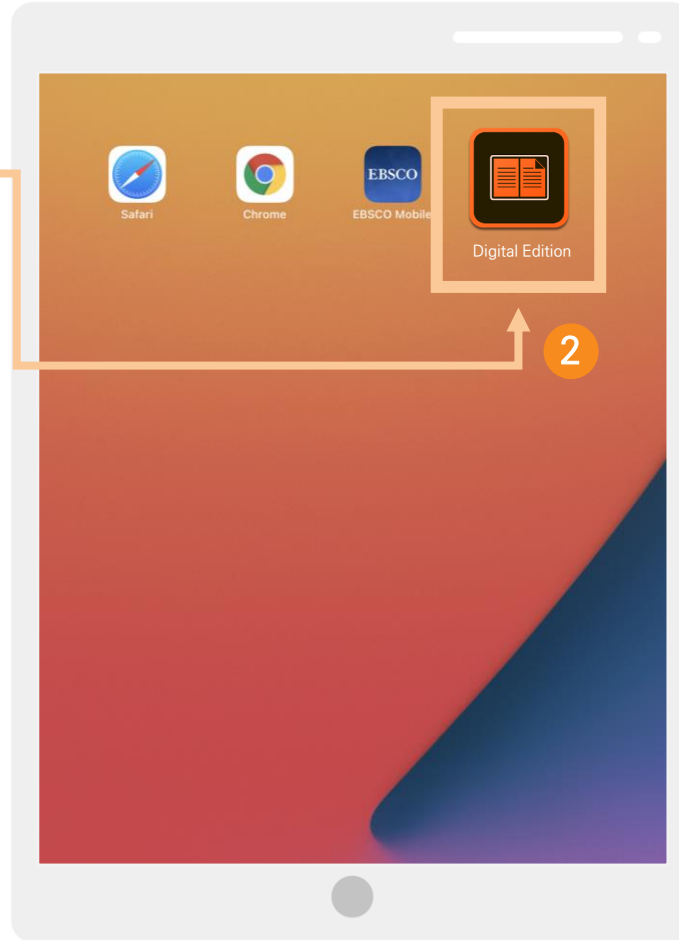 EBSCO
Safari
Chrome
EBSCO Mobile
Digital Edition
2